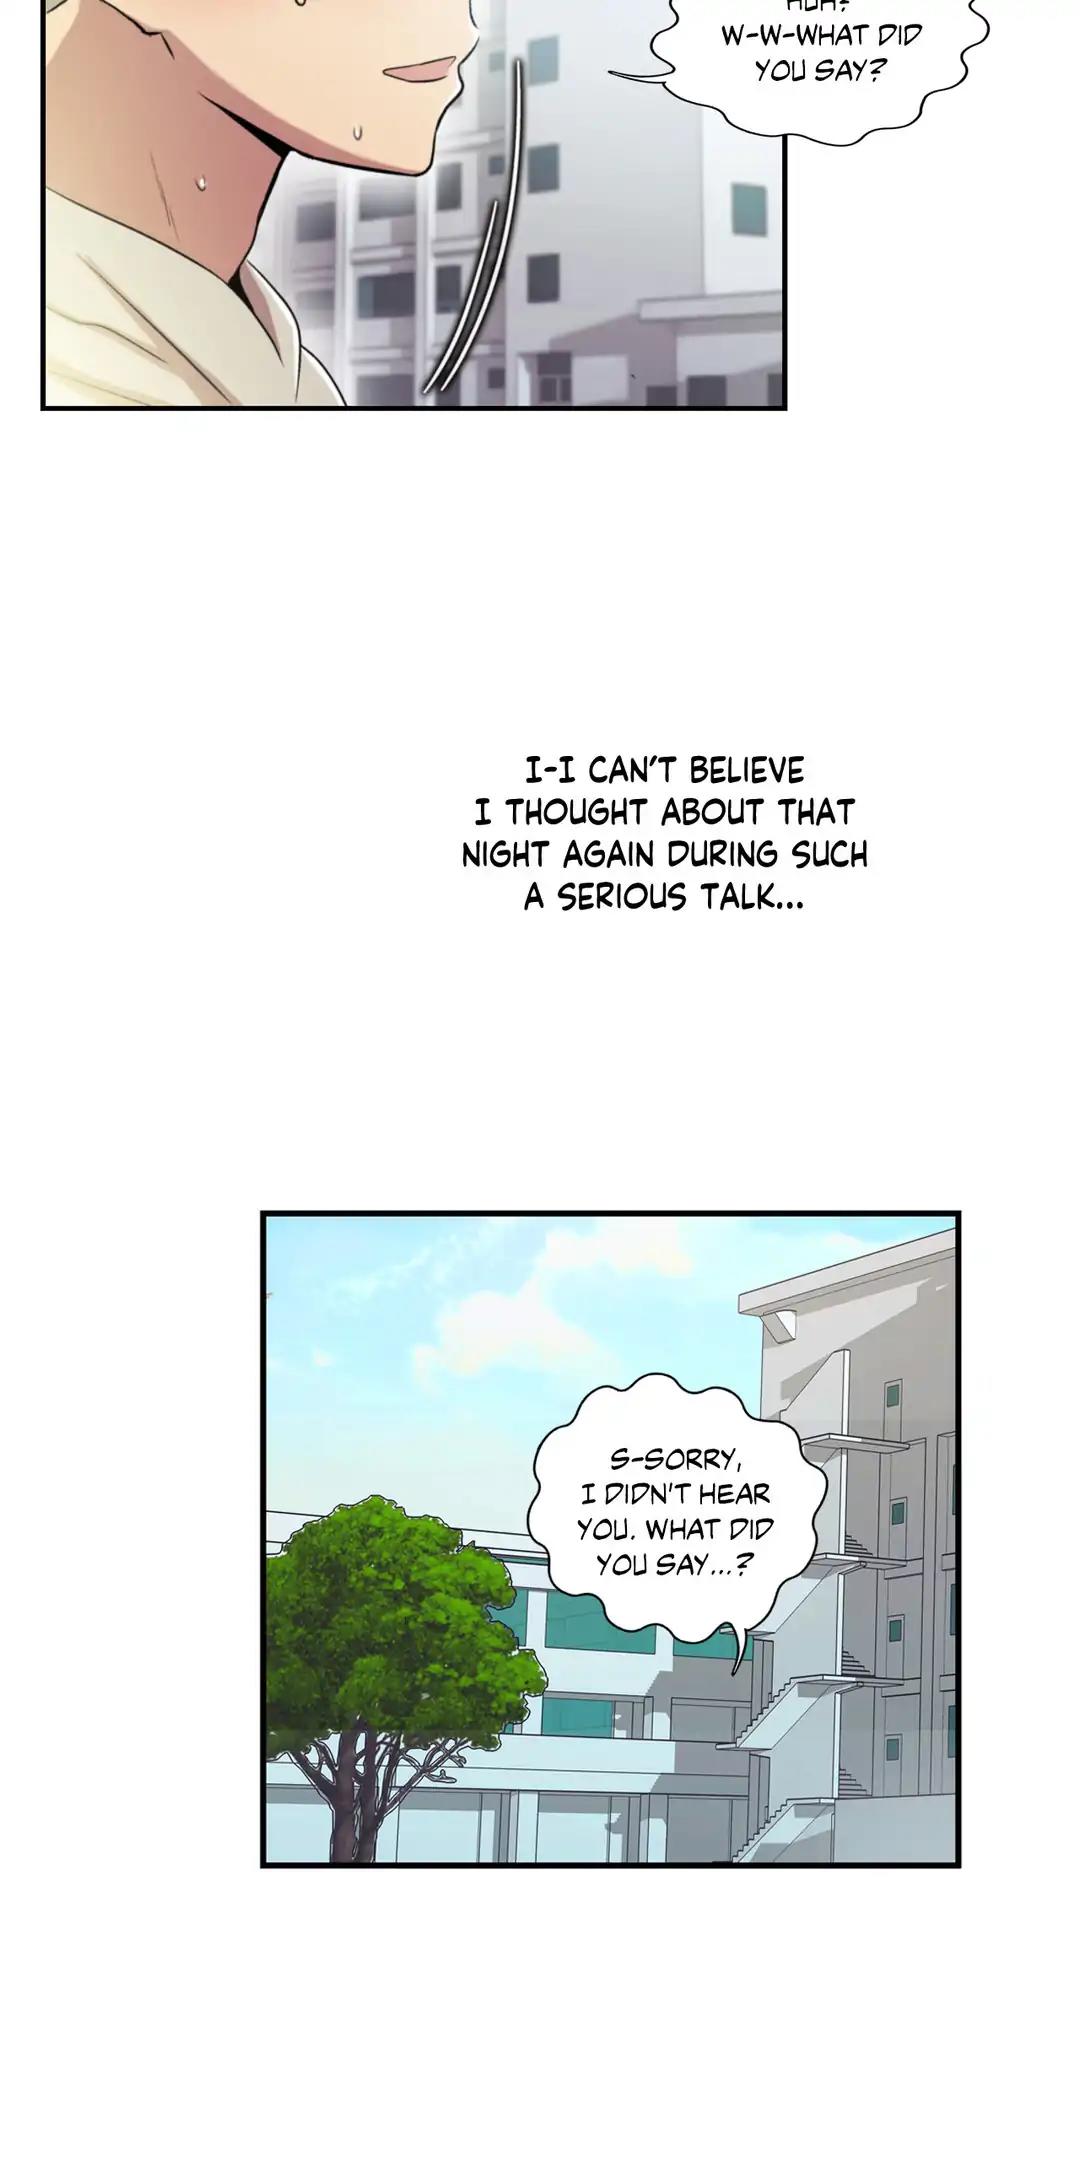 HUH?
W-W-WHAT DID
YOU SAY?
I-I CAN'T BELIEVE
I THOUGHT ABOUT THAT
NIGHT AGAIN DURING SUCH
A SERIOUS TALK...
S-SORRY,
I DIDN'T HEAR
YOU. WHAT DID
YOU SAY...?